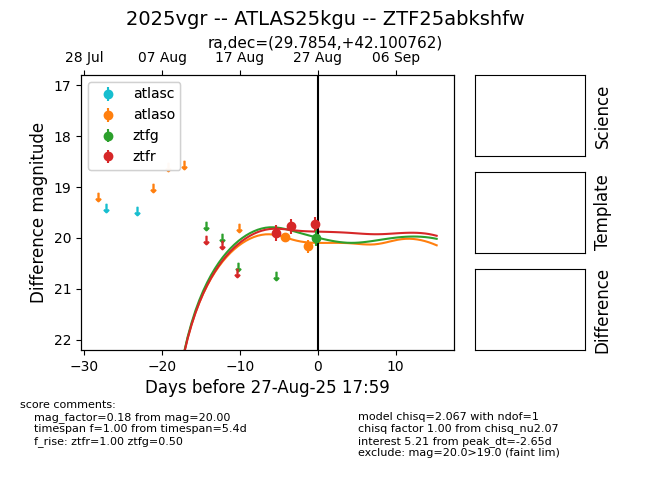 2025vgr -- ATLAS25kgu -- ZTF25abkshfw
ra,dec=(29.7854,+42.100762)
28 Jul 07 Aug 17 Aug 27 Aug 06 Sep
17
18
19
20
21
22
Difference magnitude
atlasc
atlaso
ztfg
ztfr
−30 −20 −10 0 10
Days before 27-Aug-25 17:59
Science
Template
Difference
score comments:
mag_factor=0.18 from mag=20.00
timespan f=1.00 from timespan=5.4d
f_rise: ztfr=1.00 ztfg=0.50
model chisq=2.067 with ndof=1
chisq factor 1.00 from chisq_nu2.07
interest 5.21 from peak_dt=-2.65d
exclude: mag=20.0>19.0 (faint lim)